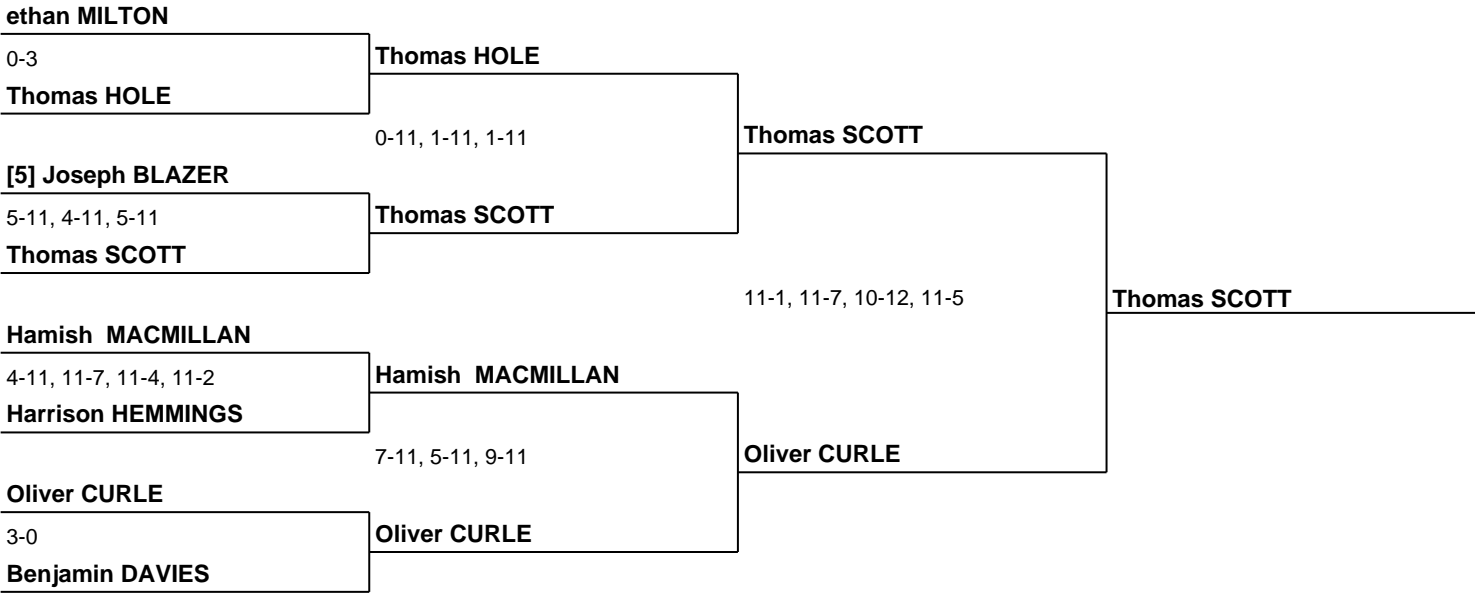 ethan MILTON
0-3
Thomas HOLE
Thomas HOLE
0-11, 1-11, 1-11
Thomas SCOTT
[5] Joseph BLAZER
5-11, 4-11, 5-11
Thomas SCOTT
Thomas SCOTT
11-1, 11-7, 10-12, 11-5
Thomas SCOTT
Hamish  MACMILLAN
4-11, 11-7, 11-4, 11-2
Hamish  MACMILLAN
Harrison HEMMINGS
7-11, 5-11, 9-11
Oliver CURLE
Oliver CURLE
3-0
Oliver CURLE
Benjamin DAVIES